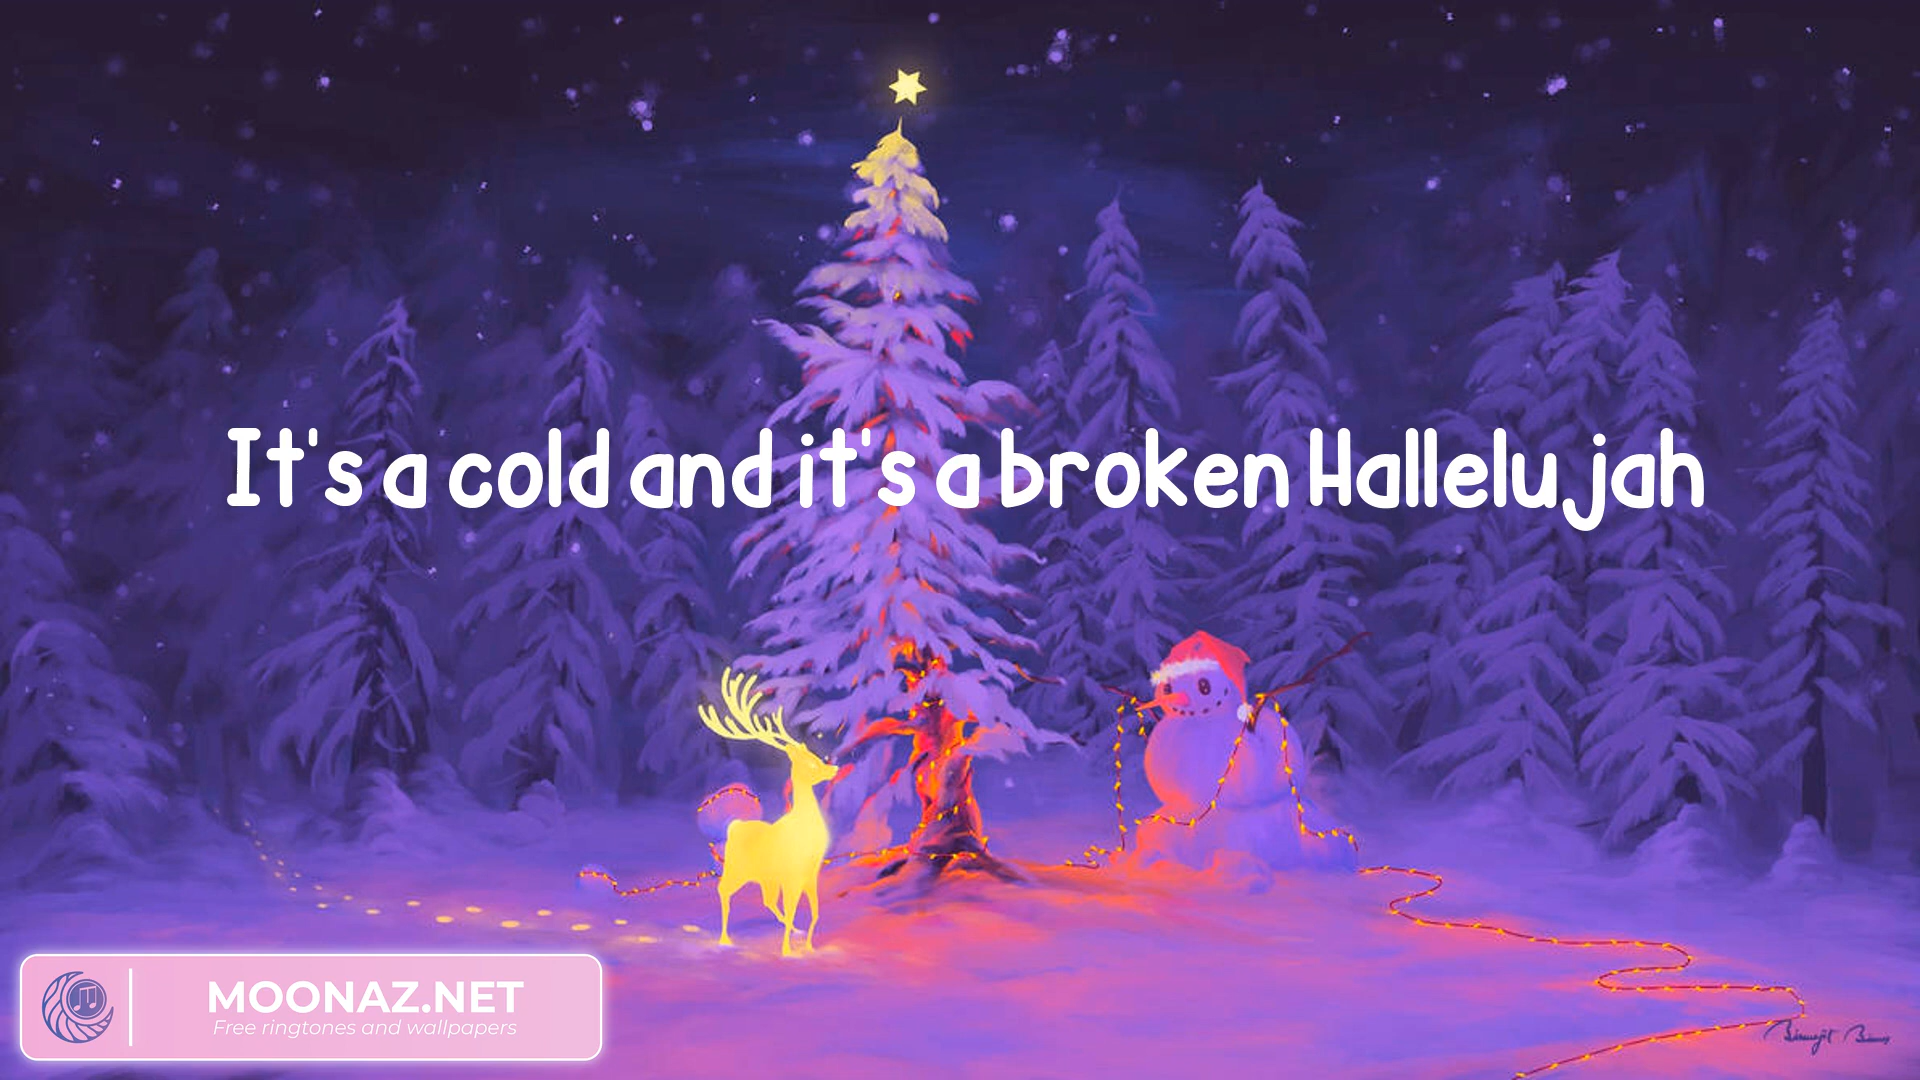 It's a cold and it's a broken Hallelujah
MOONAZ.NET
Free ringtones and wallpapers